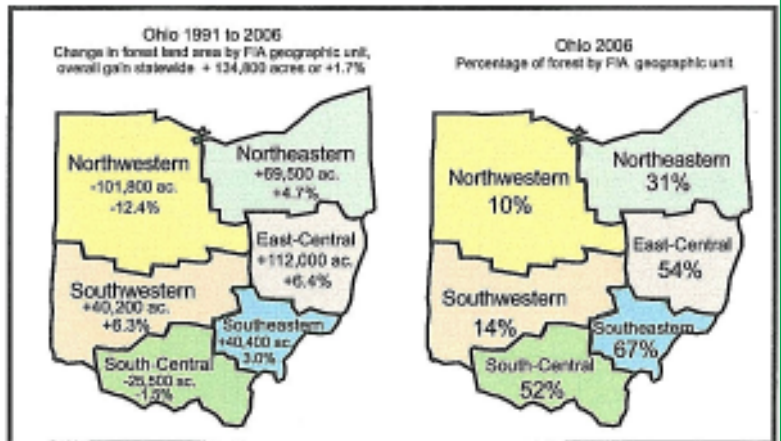 Ohio 1991 to 2006
Change in forest land area by FIA geographic unit,
overall gain statewide + 134,800 acres or +1.7%
Northwestern
-101,800 ac.
-12.4%
Northeastern
+69,500 ac.
+4.7%
East-Central
+112,000 ac.
+6.4%
Southwestern
+40,200 ac.
+6.3%
Southeastern
+40,400 ac.
3.0%
South-Central
-25,500 ac.
-1.5%
Ohio 2006
Percentage of forest by FIA geographic unit
Northwestern
10%
Northeastern
31%
East-Central
54%
Southwestern
14%
Southeastern
67%
South-Central
52%